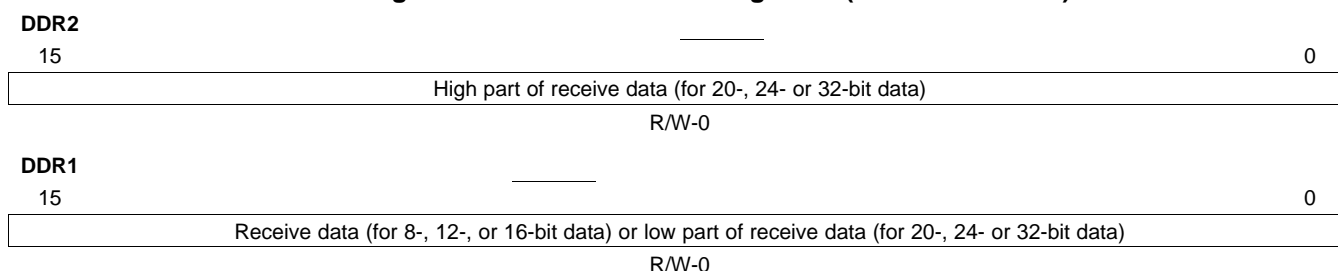 DDR2
15 0
High part of receive data (for 20-, 24- or 32-bit data)
R/W-0
DDR1
15 0
Receive data (for 8-, 12-, or 16-bit data) or low part of receive data (for 20-, 24- or 32-bit data)
R/W-0